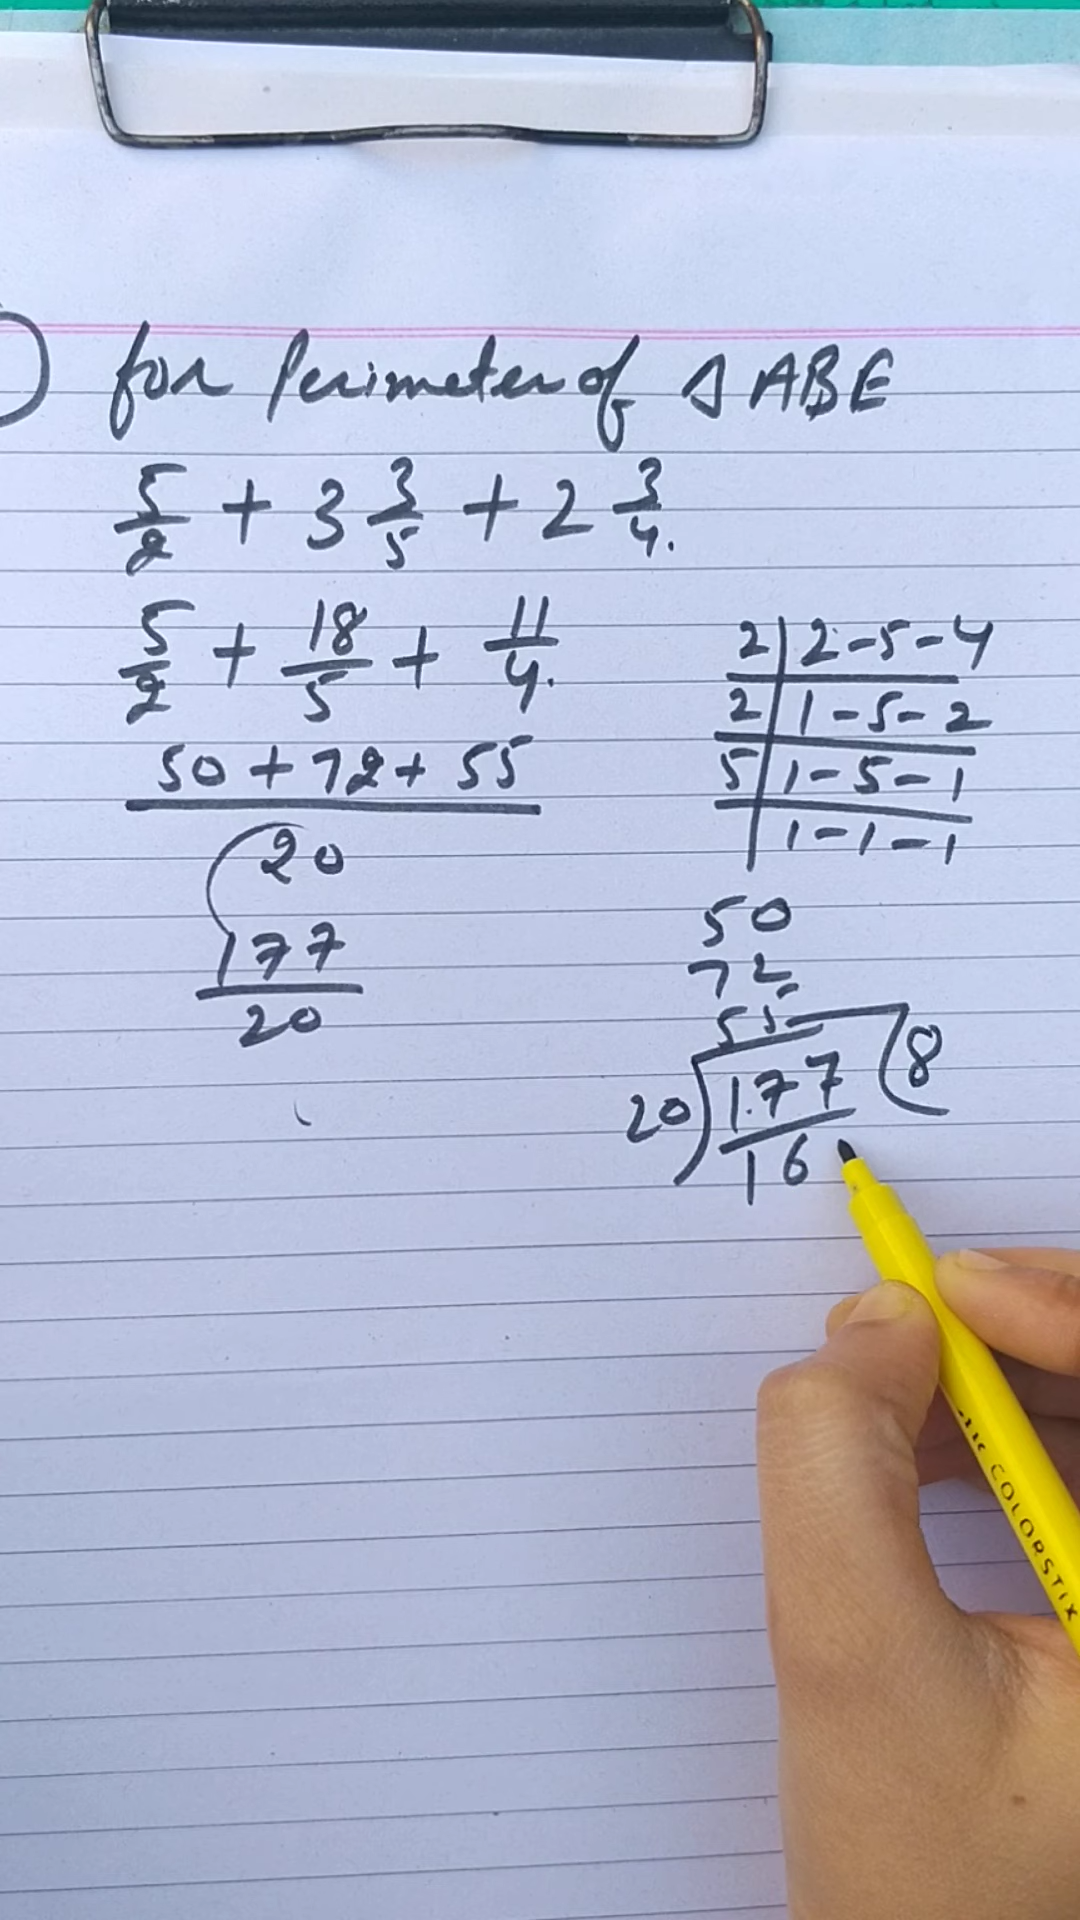 for Perimeter of Δ ABE
5/2 + 3 3/5 + 2 3/4.
5/2 + 18/5 + 11/4.
50 + 72 + 55
20
177
20
2 | 2 - 5 - 4
2 | 1 - 5 - 2
5 | 1 - 5 - 1
1 - 1 - 1
50
72
55
20 ) 177 ( 8
16
COLORSTIX